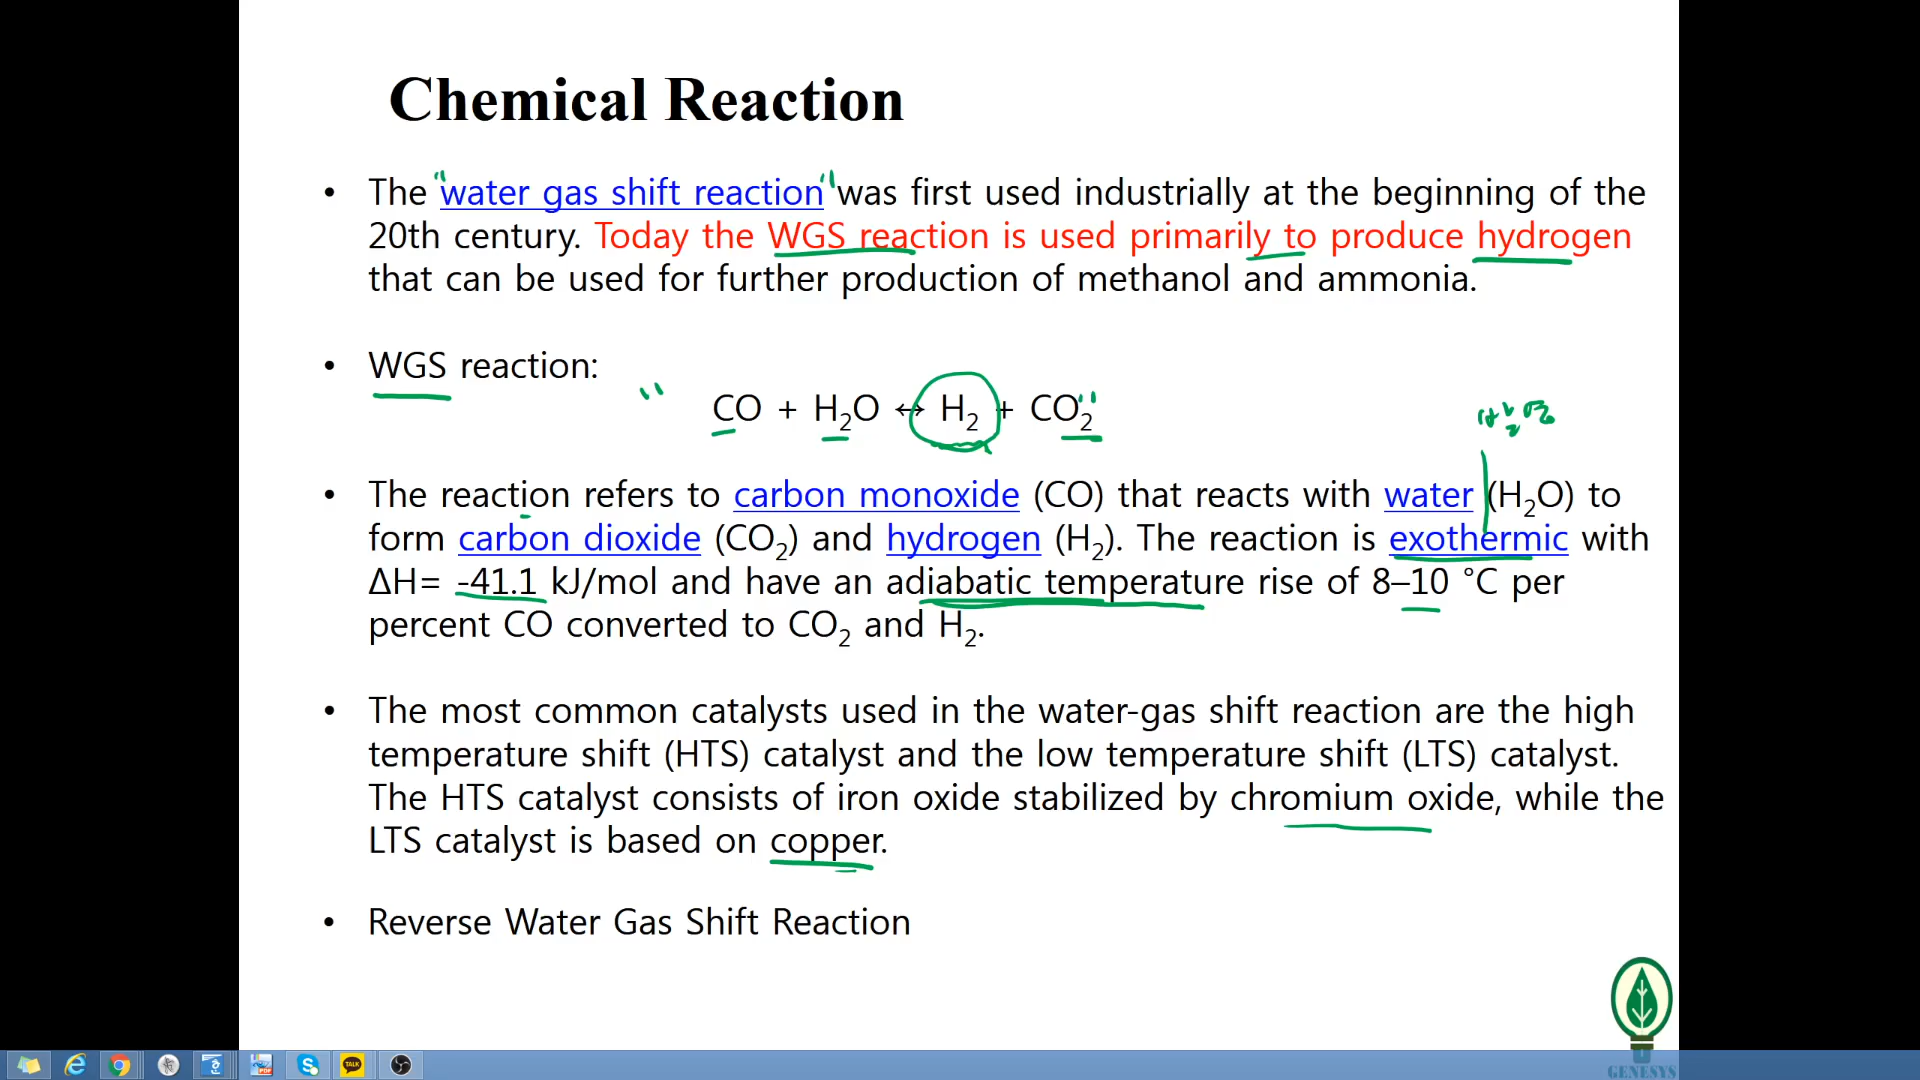 Chemical Reaction
• The "water gas shift reaction" was first used industrially at the beginning of the
20th century. Today the WGS reaction is used primarily to produce hydrogen
that can be used for further production of methanol and ammonia.
• WGS reaction:
CO + H₂O ↔ H₂ + CO₂
• The reaction refers to carbon monoxide (CO) that reacts with water (H₂O) to
form carbon dioxide (CO₂) and hydrogen (H₂). The reaction is exothermic with
ΔH= -41.1 kJ/mol and have an adiabatic temperature rise of 8–10 °C per
percent CO converted to CO₂ and H₂.
• The most common catalysts used in the water-gas shift reaction are the high
temperature shift (HTS) catalyst and the low temperature shift (LTS) catalyst.
The HTS catalyst consists of iron oxide stabilized by chromium oxide, while the
LTS catalyst is based on copper.
• Reverse Water Gas Shift Reaction
GENESYS
TALK
PDF